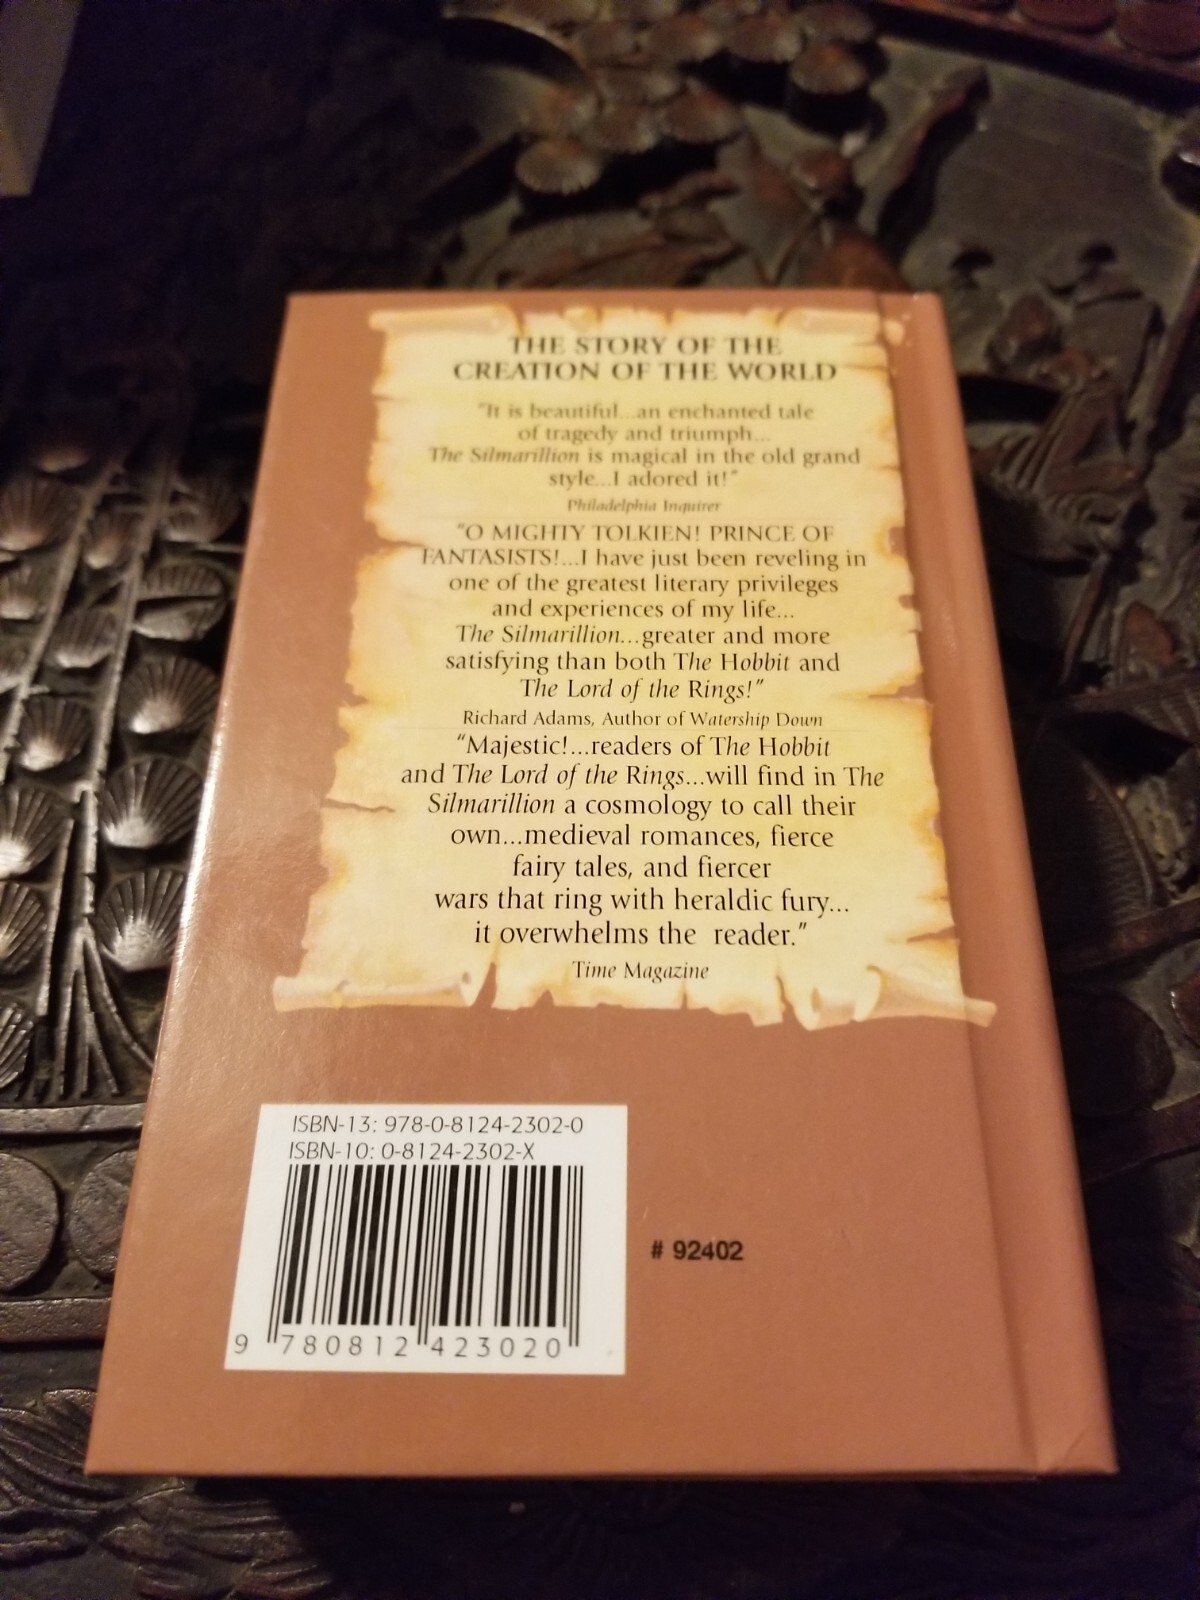 THE STORY OF THE
CREATION OF THE WORLD
"It is beautiful...an enchanted tale
of tragedy and triumph...
The Silmarillion is magical in the old grand
style...I adored it!"
Philadelphia Inquirer
"O MIGHTY TOLKIEN! PRINCE OF
FANTASISTS!...I have just been reveling in
one of the greatest literary privileges
and experiences of my life...
The Silmarillion...greater and more
satisfying than both The Hobbit and
The Lord of the Rings!"
Richard Adams, Author of Watership Down
"Majestic!...readers of The Hobbit
and The Lord of the Rings...will find in The
Silmarillion a cosmology to call their
own...medieval romances, fierce
fairy tales, and fiercer
wars that ring with heraldic fury...
it overwhelms the reader."
Time Magazine
ISBN-13: 978-0-8124-2302-0
ISBN-10: 0-8124-2302-X
9 780812 423020
# 92402